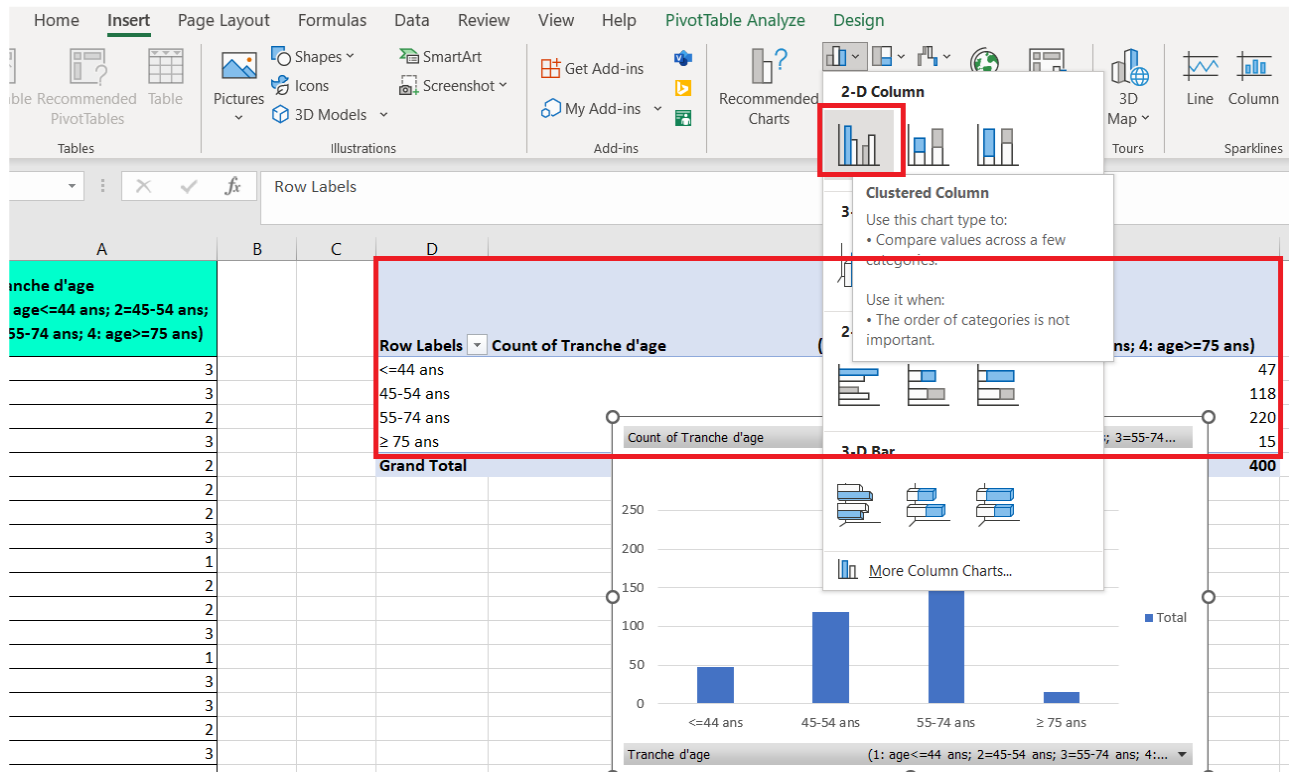 Home Insert Page Layout Formulas Data Review View Help PivotTable Analyze Design
Recommended PivotTables
Table
Tables
Pictures
Shapes
Icons
3D Models
SmartArt
Screenshot
Illustrations
Get Add-ins
My Add-ins
Add-ins
Recommended Charts
3D Map
Tours
Line
Column
Sparklines
2-D Column
Clustered Column
Use this chart type to:
• Compare values across a few
categories.
Use it when:
• The order of categories is not
important.
3-D Bar
More Column Charts...
fx Row Labels
A B C D
age<=44 ans; 2=45-54 ans;
55-74 ans; 4: age>=75 ans)
3
3
2
3
2
2
2
3
1
2
2
3
1
3
3
2
3
Row Labels Count of Tranche d'age ( ns; 4: age>=75 ans)
<=44 ans 47
45-54 ans 118
55-74 ans 220
≥ 75 ans 15
Grand Total 400
Count of Tranche d'age ; 3=55-74...
250
200
150
100
50
0
<=44 ans 45-54 ans 55-74 ans ≥ 75 ans
Total
Tranche d'age (1: age<=44 ans; 2=45-54 ans; 3=55-74 ans; 4:...